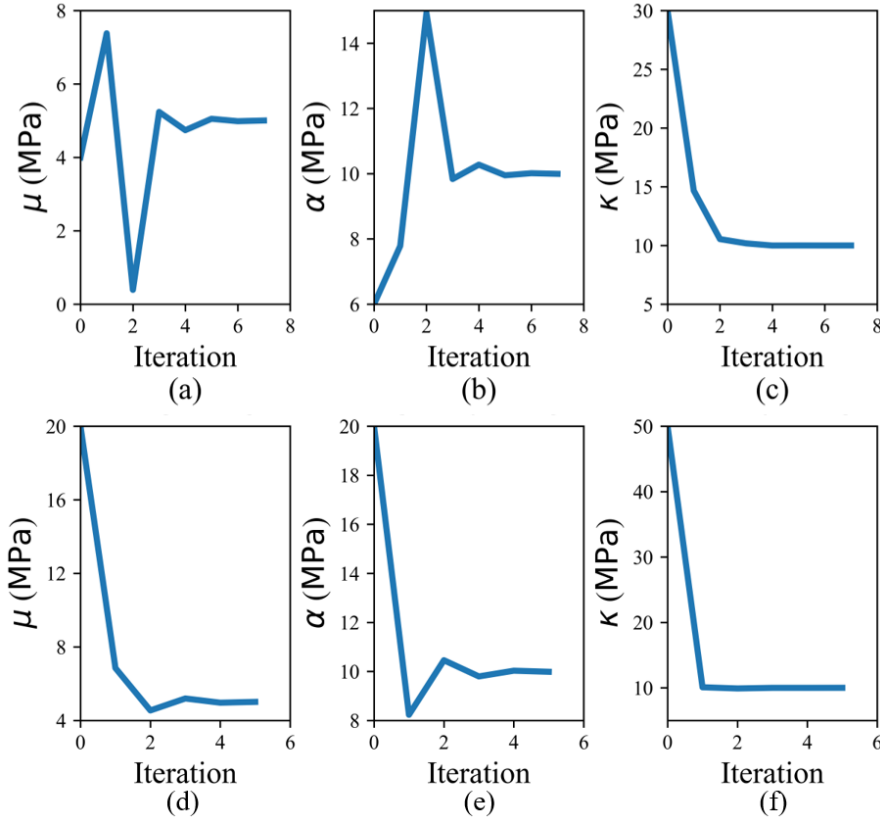 μ (MPa)
8
6
4
2
0
0 2 4 6 8
Iteration
(a)
α (MPa)
14
12
10
8
6
0 2 4 6 8
Iteration
(b)
κ (MPa)
30
25
20
15
10
5
0 2 4 6 8
Iteration
(c)
μ (MPa)
20
16
12
8
4
0 2 4 6
Iteration
(d)
α (MPa)
20
18
16
14
12
10
8
0 2 4 6
Iteration
(e)
κ (MPa)
50
40
30
20
10
0 2 4 6
Iteration
(f)